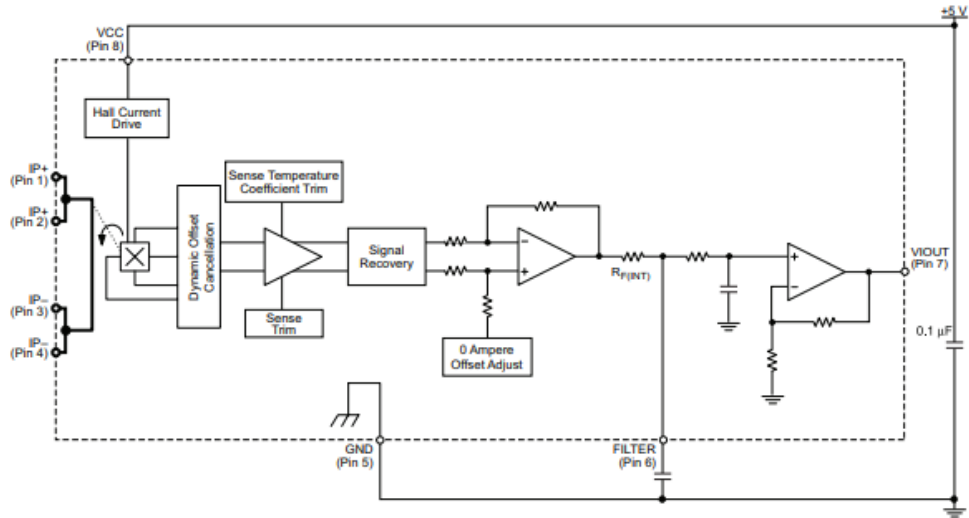 +5 V
VCC
(Pin 8)
Hall Current
Drive
IP+
(Pin 1)
IP+
(Pin 2)
IP–
(Pin 3)
IP–
(Pin 4)
Dynamic Offset
Cancellation
Sense Temperature
Coefficient Trim
Sense
Trim
Signal
Recovery
0 Ampere
Offset Adjust
RF(INT)
VIOUT
(Pin 7)
0.1 µF
GND
(Pin 5)
FILTER
(Pin 6)